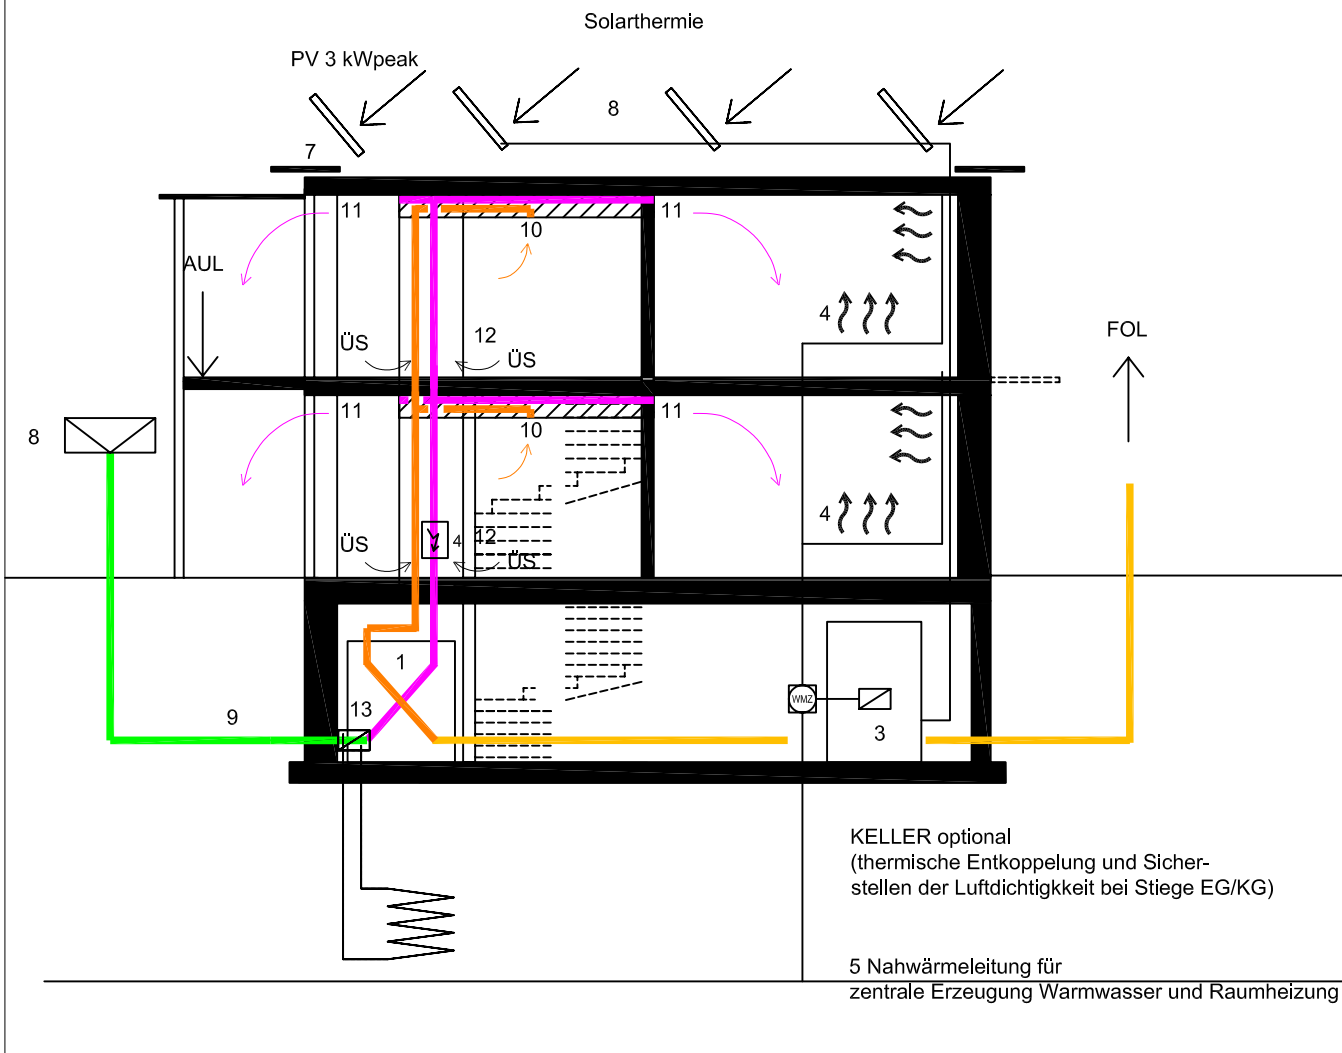 Solarthermie
PV 3 kWpeak
8
7
11
11
10
AUL
4
ÜS
12
ÜS
FOL
11
11
10
8
4
ÜS
4
12
ÜS
1
WMZ
13
9
3
KELLER optional
(thermische Entkoppelung und Sicher-
stellen der Luftdichtigkkeit bei Stiege EG/KG)
5 Nahwärmeleitung für
zentrale Erzeugung Warmwasser und Raumheizung